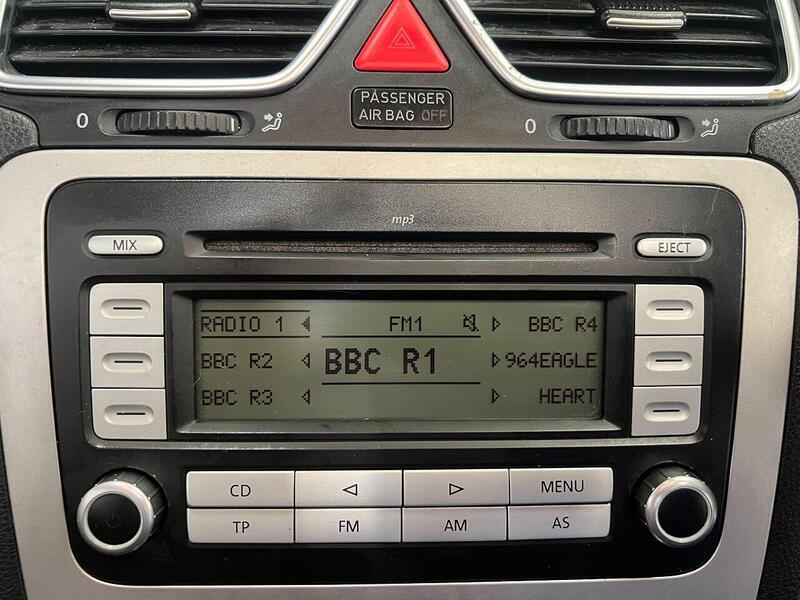 PASSENGER
AIR BAG OFF
0
0
mp3
MIX
EJECT
RADIO 1 FM1 BBC R4
BBC R2 BBC R1 964EAGLE
BBC R3 HEART
CD MENU
TP FM AM AS